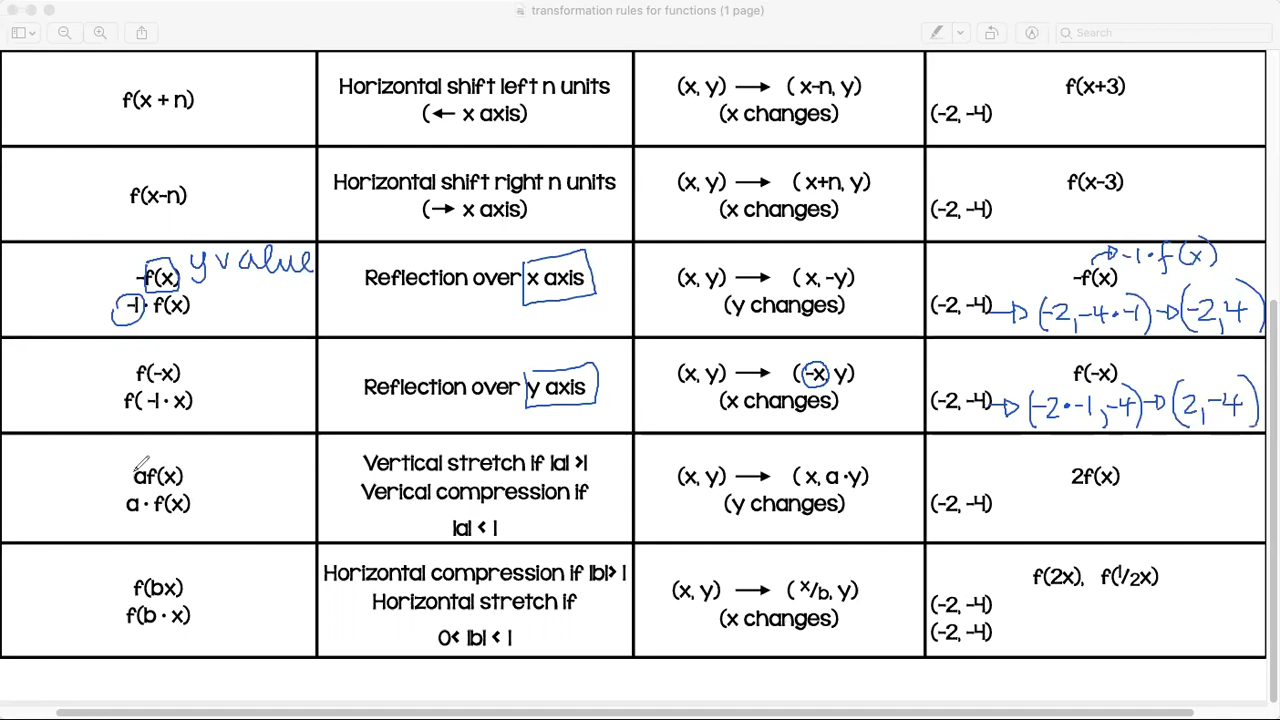 transformation rules for functions (1 page)
Search
f(x + n)
Horizontal shift left n units
(← x axis)
(x, y) → ( x-n, y)
(x changes)
f(x+3)
(-2, -4)
f(x-n)
Horizontal shift right n units
(→ x axis)
(x, y) → ( x+n, y)
(x changes)
f(x-3)
(-2, -4)
-f(x) y value
-1 · f(x)
Reflection over x axis
(x, y) → ( x, -y)
(y changes)
→ -1 · f(x)
-f(x)
(-2, -4) → (-2, -4 · -1) → (-2, 4)
f(-x)
f( -1 · x)
Reflection over y axis
(x, y) → ( -x, y)
(x changes)
f(-x)
(-2, -4) → (-2 · -1, -4) → (2, -4)
af(x)
a · f(x)
Vertical stretch if |a| >1
Verical compression if
|a| < 1
(x, y) → ( x, a · y)
(y changes)
2f(x)
(-2, -4)
f(bx)
f(b · x)
Horizontal compression if |b|> 1
Horizontal stretch if
0< |b| < 1
(x, y) → ( x/b, y)
(x changes)
f(2x), f(1/2x)
(-2, -4)
(-2, -4)